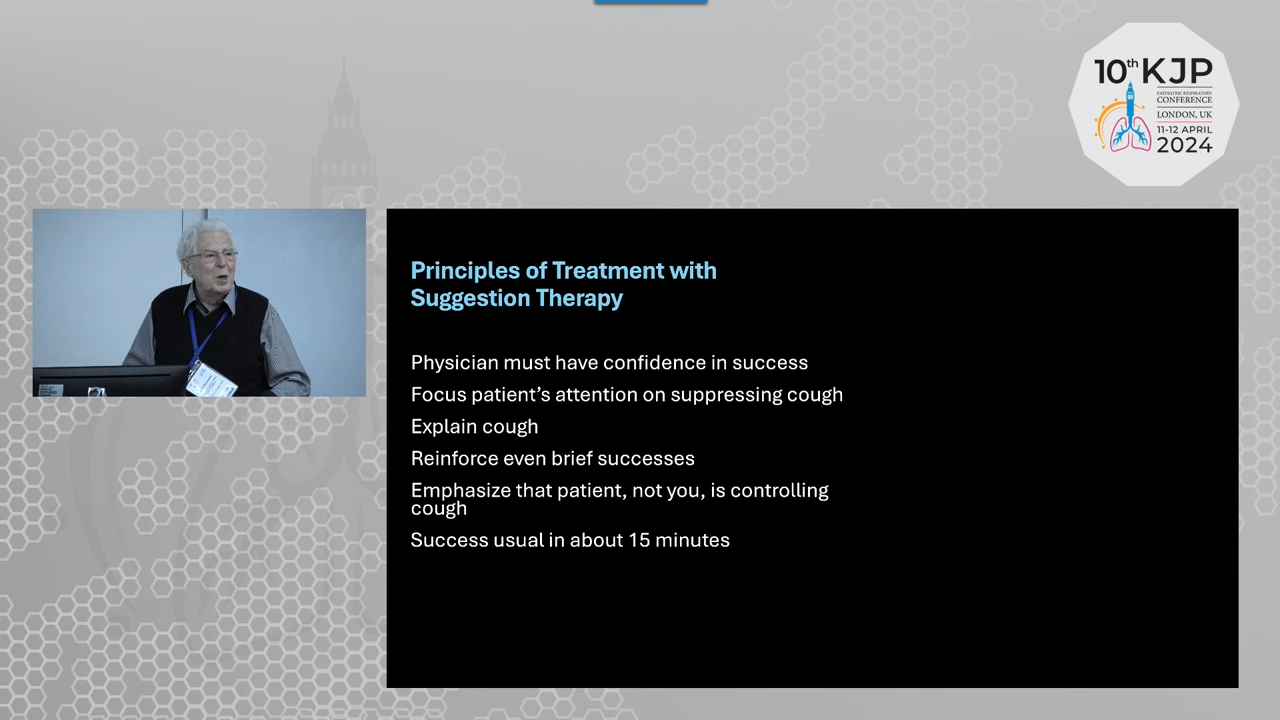 10th KJP
PAEDIATRIC RESPIRATORY
CONFERENCE
LONDON, UK
11-12 APRIL
2024
Principles of Treatment with
Suggestion Therapy
Physician must have confidence in success
Focus patient’s attention on suppressing cough
Explain cough
Reinforce even brief successes
Emphasize that patient, not you, is controlling
cough
Success usual in about 15 minutes